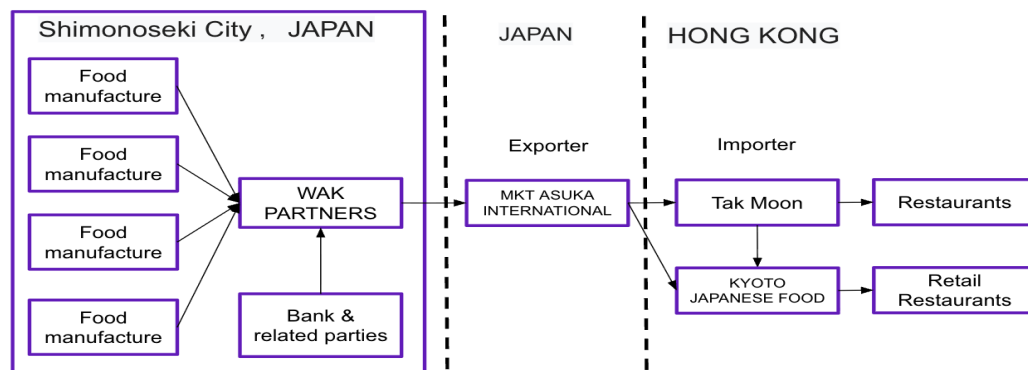 Shimonoseki City , JAPAN
JAPAN
HONG KONG
Food
manufacture
Food
manufacture
Food
manufacture
Food
manufacture
WAK
PARTNERS
Bank &
related parties
Exporter
MKT ASUKA
INTERNATIONAL
Importer
Tak Moon
KYOTO
JAPANESE FOOD
Restaurants
Retail
Restaurants